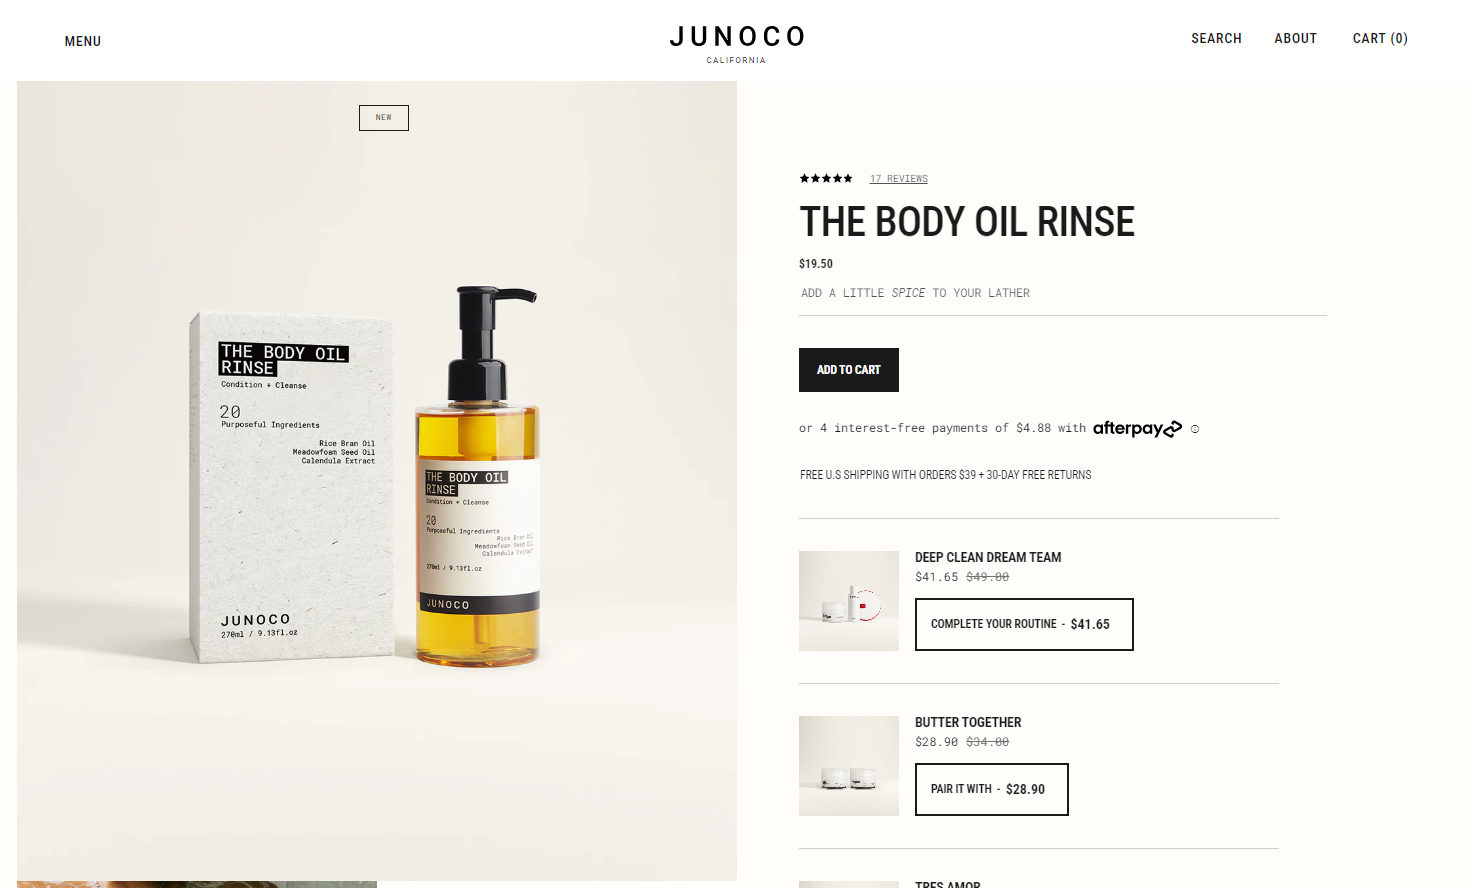 MENU
JUNOCO
CALIFORNIA
SEARCH
ABOUT
CART (0)
NEW
THE BODY OIL
RINSE
Condition + Cleanse
20
Purposeful Ingredients
Rice Bran Oil
Meadowfoam Seed Oil
Calendula Extract
JUNOCO
270ml / 9.13fl.oz
THE BODY OIL
RINSE
Condition + Cleanse
20
Purposeful Ingredients
Rice Bran Oil
Meadowfoam Seed Oil
Calendula Extract
270ml / 9.13fl.oz
JUNOCO
17 REVIEWS
THE BODY OIL RINSE
$19.50
ADD A LITTLE SPICE TO YOUR LATHER
ADD TO CART
or 4 interest-free payments of $4.88 with afterpay
FREE U.S SHIPPING WITH ORDERS $39 + 30-DAY FREE RETURNS
DEEP CLEAN DREAM TEAM
$41.65 $49.00
COMPLETE YOUR ROUTINE - $41.65
BUTTER TOGETHER
$28.90 $34.00
PAIR IT WITH - $28.90
TRES AMOR